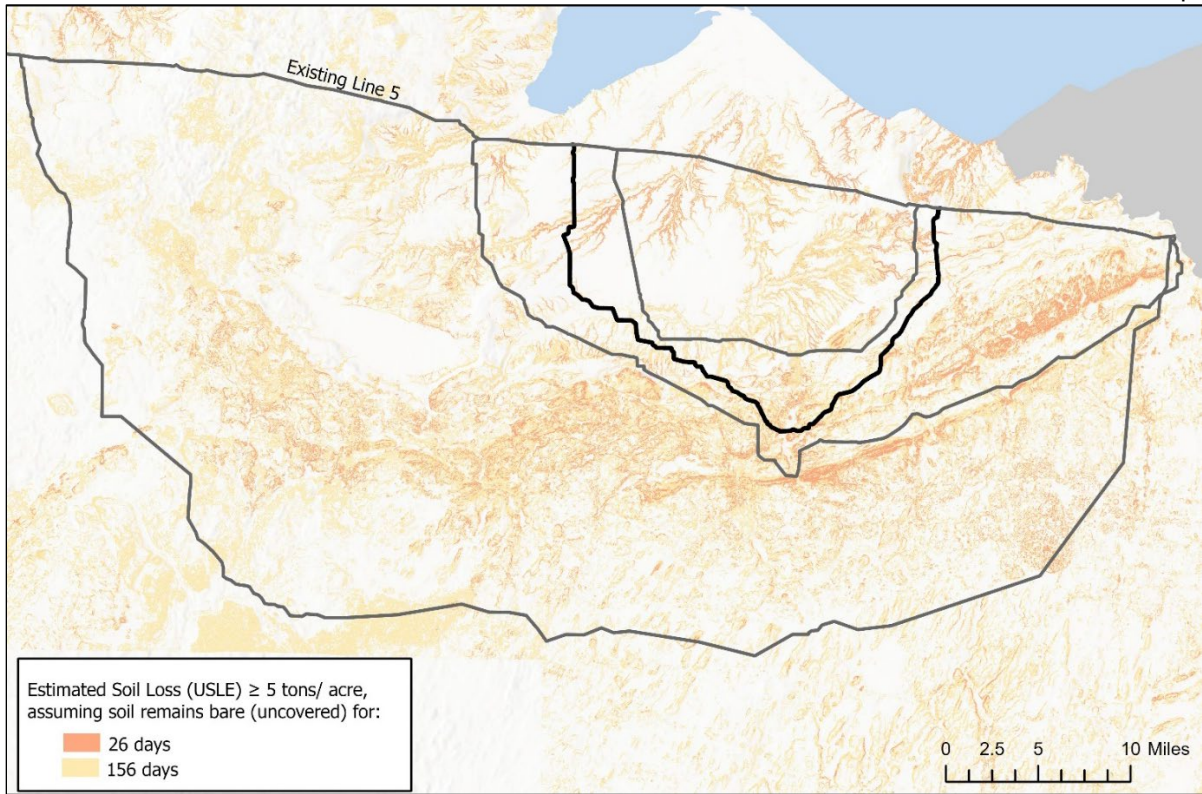 Existing Line 5
Estimated Soil Loss (USLE) ≥ 5 tons/ acre,
assuming soil remains bare (uncovered) for:
26 days
156 days
0 2.5 5 10 Miles